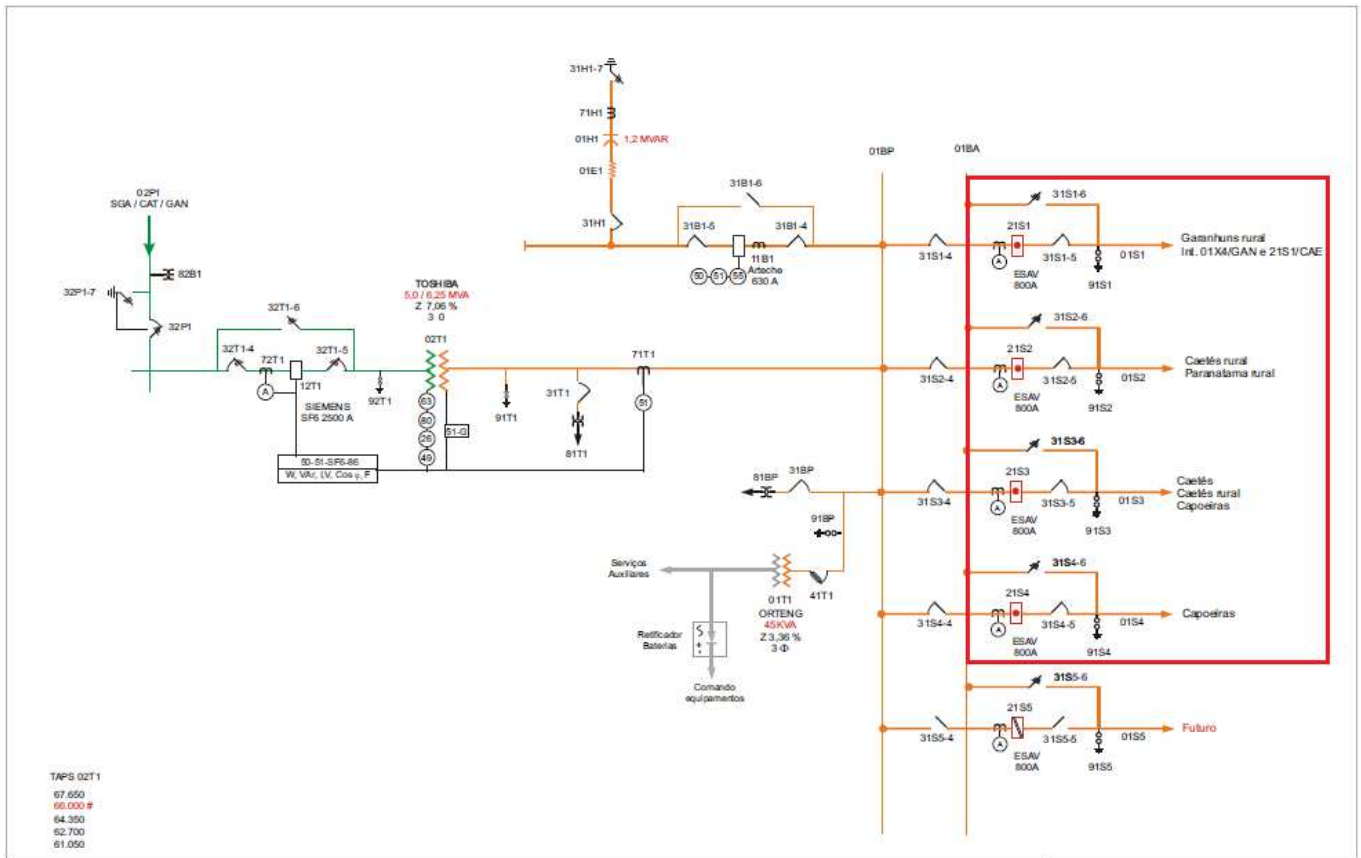 31H1-7
71H1
01H1
1,2 MVAR
01E1
31H1
01BP
01BA
31B1-6
31B1-5
31B1-4
11B1
Arteche
630 A
50
51
02P1
SGA / CAT / GAN
82B1
32P1-7
32P1
32T1-6
32T1-4
72T1
32T1-5
A
12T1
SIEMENS
SF6 2500 A
92T1
50-51-SF6-86
W, VAr, I,V, Cos φ, F
TOSHIBA
5,0 / 6,25 MVA
Z 7,06 %
3 0
02T1
63
80
26
49
51-G
91T1
31T1
81T1
71T1
51
81BP
31BP
91BP
Serviços
Auxiliares
01T1
41T1
ORTENG
45KVA
Z 3,36 %
3 Φ
Retificador
Baterias
S
+
Comando
equipamentos
31S1-6
21S1
31S1-4
A
ESAV
800A
31S1-5
91S1
01S1
Garanhuns rural
Int. 01X4/GAN e 21S1/CAE
31S2-6
21S2
31S2-4
A
ESAV
800A
31S2-5
91S2
01S2
Caetés rural
Paranatama rural
31S3-6
21S3
31S3-4
A
ESAV
800A
31S3-5
91S3
01S3
Caetés
Caetés rural
Capoeiras
31S4-6
21S4
31S4-4
A
ESAV
800A
31S4-5
91S4
01S4
Capoeiras
31S5-6
21S5
31S5-4
A
ESAV
800A
31S5-5
91S5
01S5
Futuro
TAPS 02T1
67.650
66.000 #
64.350
62.700
61.050